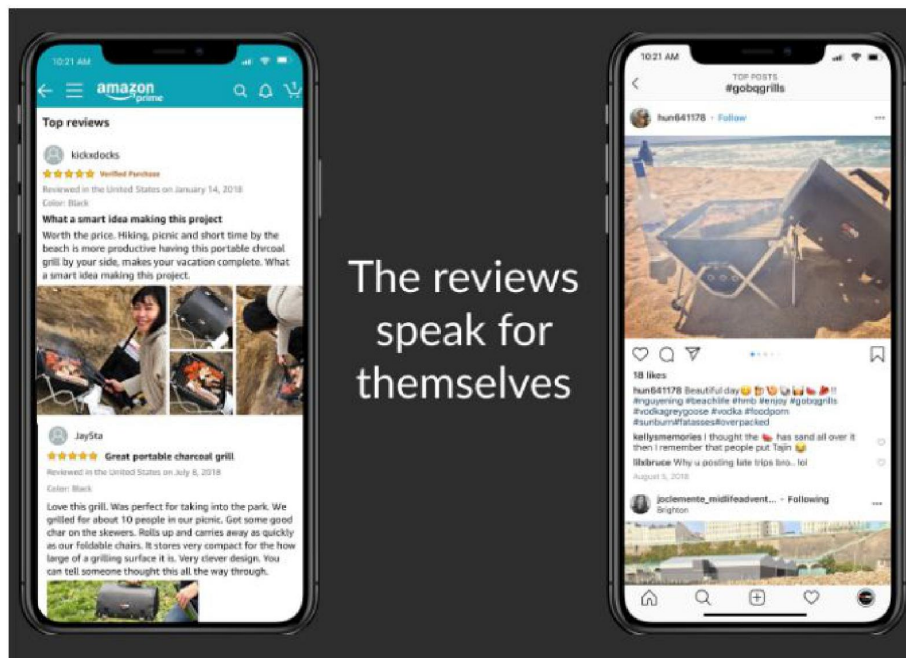 10:21 AM
amazon
prime
Top reviews
kickxdocks
Verified Purchase
Reviewed in the United States on January 14, 2018
Color: Black
What a smart idea making this project
Worth the price. Hiking, picnic and short time by the
beach is more productive having this portable chrcoal
grill by your side, makes your vacation complete. What
a smart idea making this project.
Jay5ta
Great portable charcoal grill
Reviewed in the United States on July 8, 2018
Color: Black
Love this grill. Was perfect for taking into the park. We
grilled for about 10 people in our picnic. Got some good
char on the skewers. Rolls up and carries away as quickly
as our foldable chairs. It stores very compact for the how
large of a grilling surface it is. Very clever design. You
can tell someone thought this all the way through.
The reviews
speak for
themselves
10:21 AM
TOP POSTS
#gobqgrills
hun641178 · Follow
18 likes
hun641178 Beautiful day !!
#nguyening #beachlife #hmb #enjoy #gobqgrills
#vodkagreygoose #vodka #foodporn
#sunburn#fatasses#overpacked
kellysmemories I thought the has sand all over it
then I remember that people put Tajin
lilxbruce Why u posting late trips bro.. lol
August 5, 2018
joclemente_midlifeadvent... · Following
Brighton